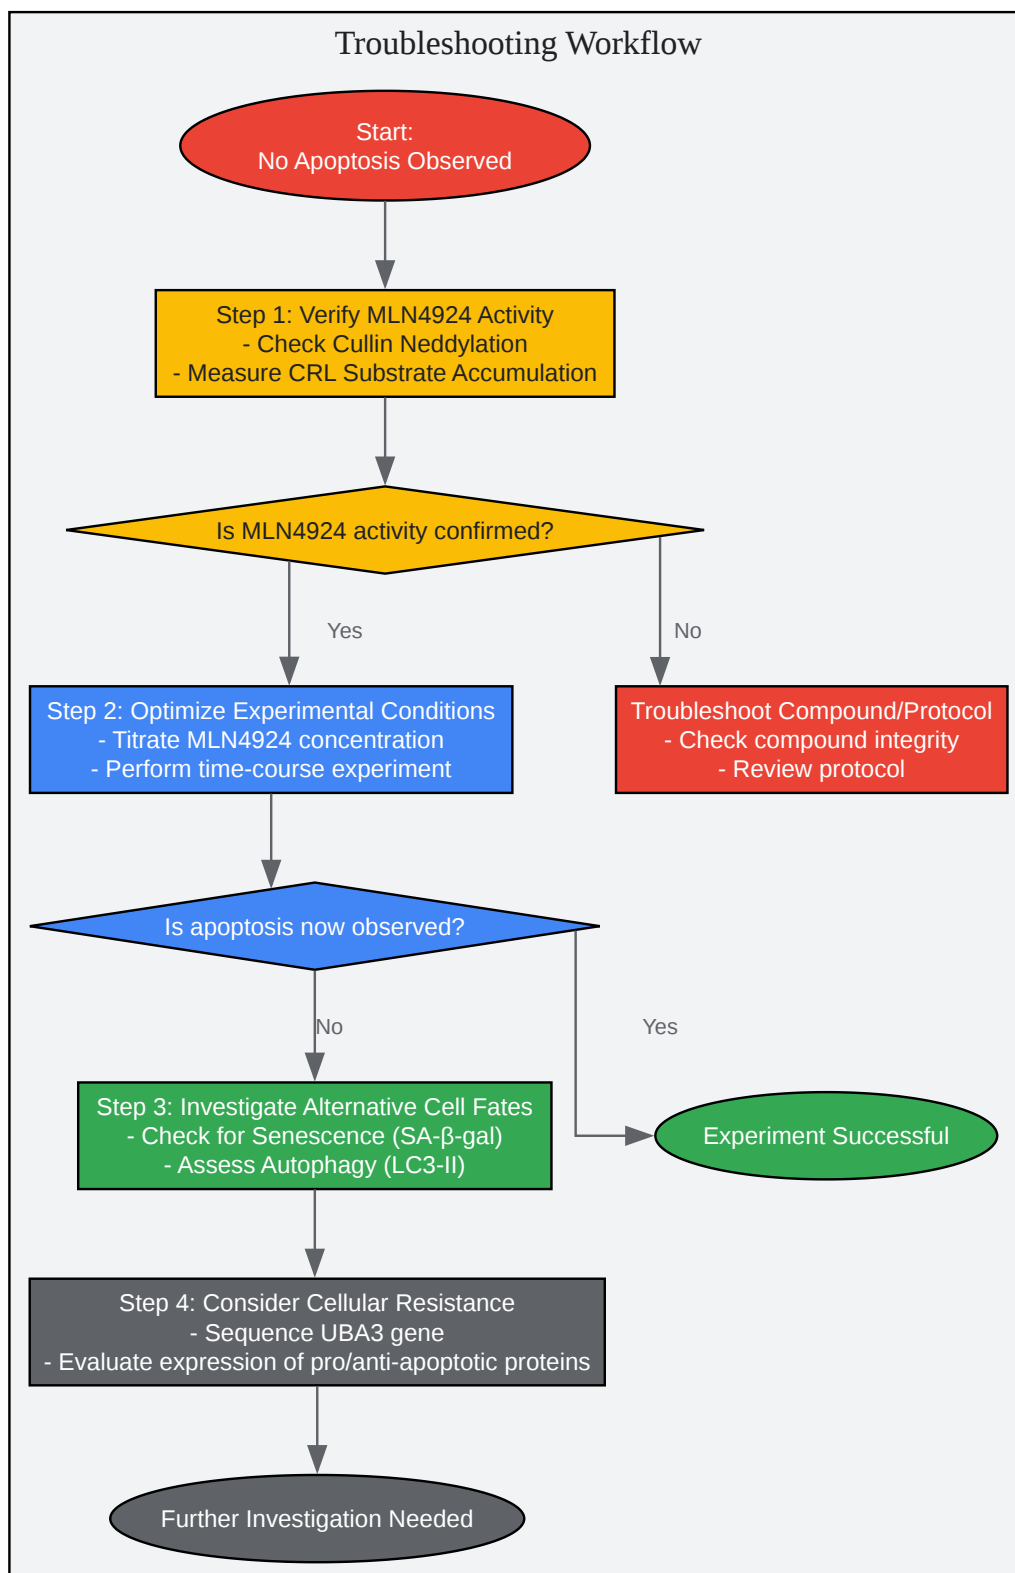 Troubleshooting Workflow
Start:
No Apoptosis Observed
Step 1: Verify MLN4924 Activity
- Check Cullin Neddylation
- Measure CRL Substrate Accumulation
Is MLN4924 activity confirmed?
Yes
No
Step 2: Optimize Experimental Conditions
- Titrate MLN4924 concentration
- Perform time-course experiment
Troubleshoot Compound/Protocol
- Check compound integrity
- Review protocol
Is apoptosis now observed?
No
Yes
Step 3: Investigate Alternative Cell Fates
- Check for Senescence (SA-β-gal)
- Assess Autophagy (LC3-II)
Experiment Successful
Step 4: Consider Cellular Resistance
- Sequence UBA3 gene
- Evaluate expression of pro/anti-apoptotic proteins
Further Investigation Needed